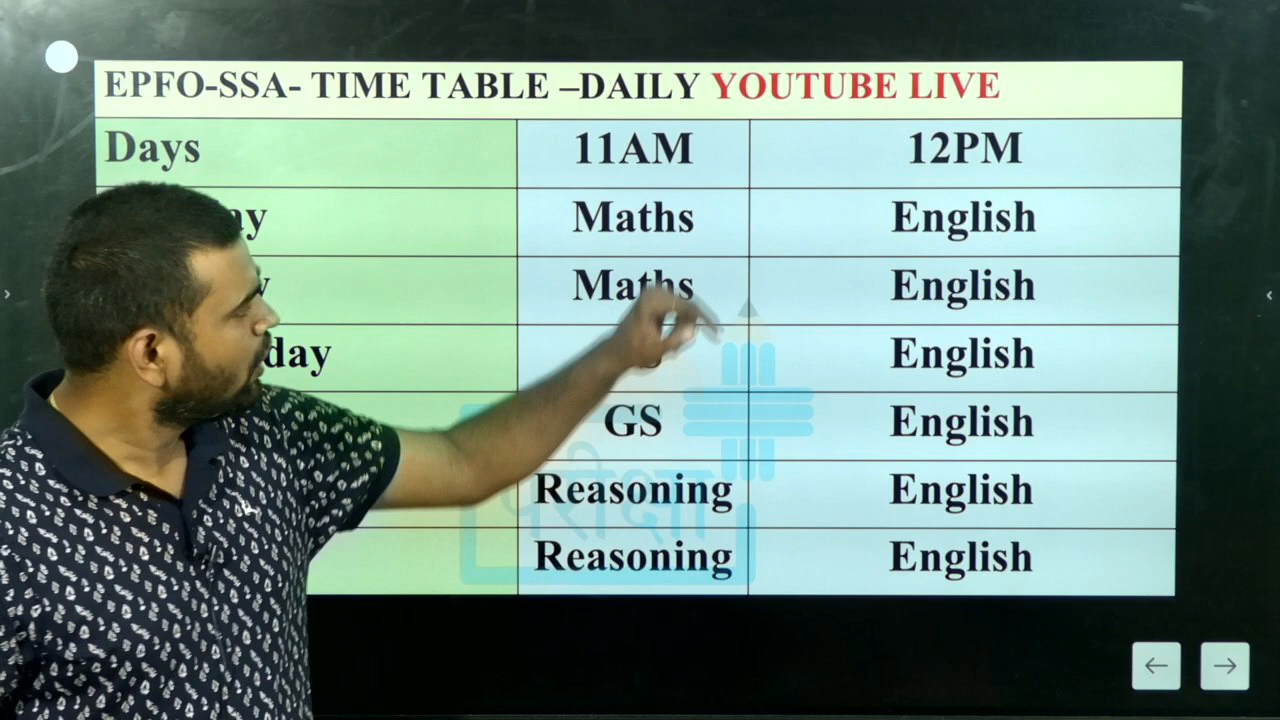 EPFO-SSA- TIME TABLE –DAILY YOUTUBE LIVE
Days 11AM 12PM
Maths English
Maths English
English
GS English
Reasoning English
Reasoning English
परीक्षा